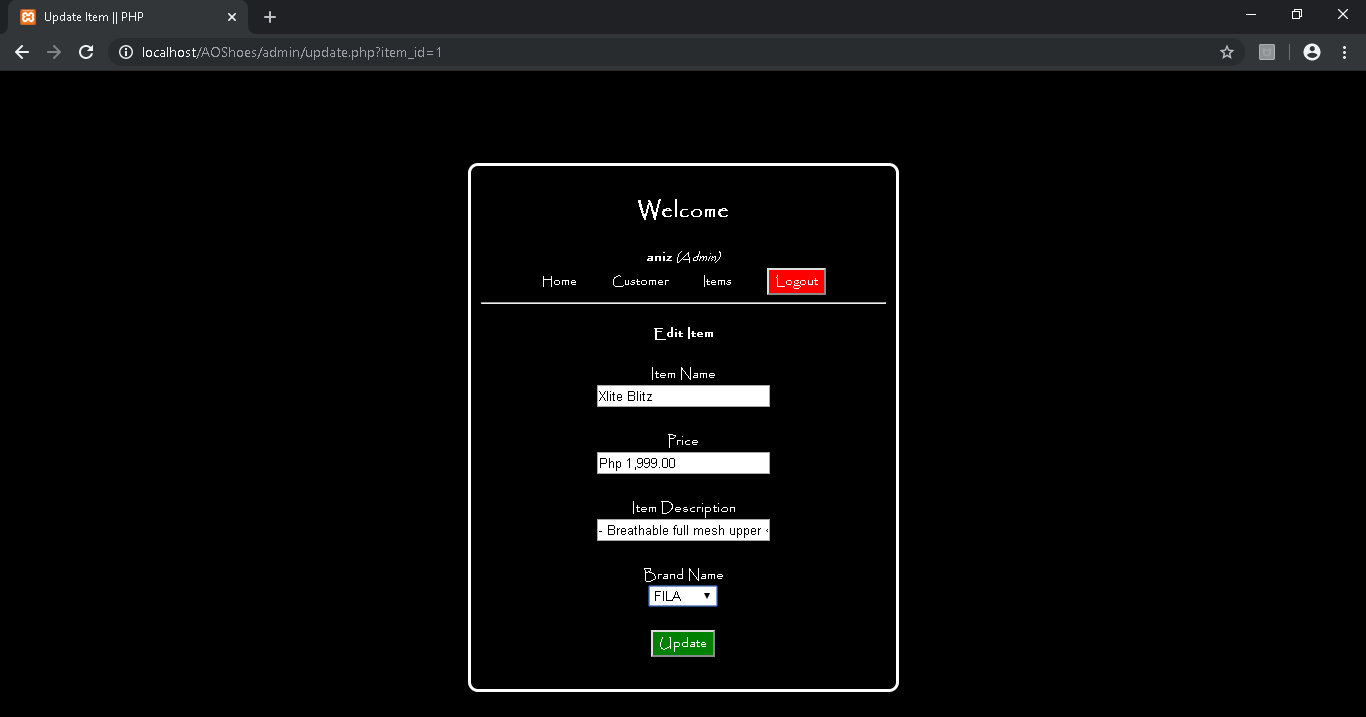 Update Item || PHP
localhost/AOShoes/admin/update.php?item_id=1
Welcome
aniz (Admin)
Home Customer Items Logout
Edit Item
Item Name
Xlite Blitz
Price
Php 1,999.00
Item Description
- Breathable full mesh upper
Brand Name
FILA
Update